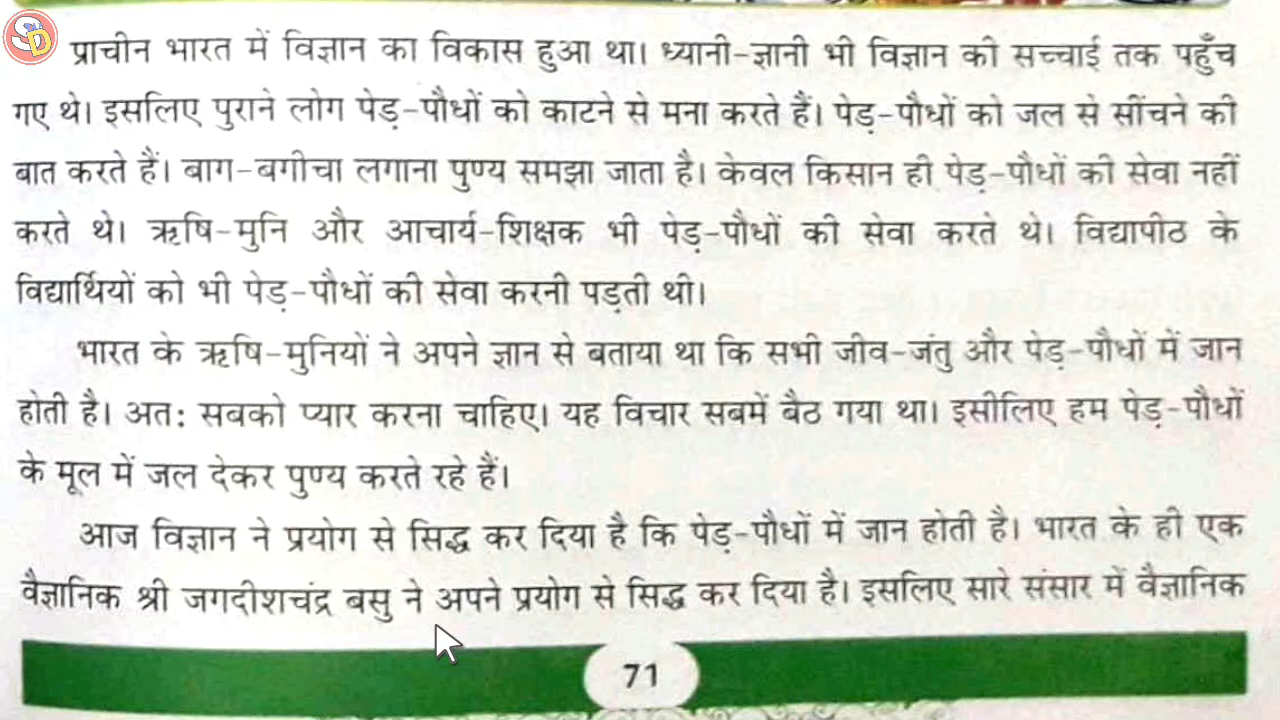 SD
प्राचीन भारत में विज्ञान का विकास हुआ था। ध्यानी-ज्ञानी भी विज्ञान की सच्चाई तक पहुँच
गए थे। इसलिए पुराने लोग पेड़-पौधों को काटने से मना करते हैं। पेड़-पौधों को जल से सींचने की
बात करते हैं। बाग-बगीचा लगाना पुण्य समझा जाता है। केवल किसान ही पेड़-पौधों की सेवा नहीं
करते थे। ऋषि-मुनि और आचार्य-शिक्षक भी पेड़-पौधों की सेवा करते थे। विद्यापीठ के
विद्यार्थियों को भी पेड़-पौधों की सेवा करनी पड़ती थी।
भारत के ऋषि-मुनियों ने अपने ज्ञान से बताया था कि सभी जीव-जंतु और पेड़-पौधों में जान
होती है। अत: सबको प्यार करना चाहिए। यह विचार सबमें बैठ गया था। इसीलिए हम पेड़-पौधों
के मूल में जल देकर पुण्य करते रहे हैं।
आज विज्ञान ने प्रयोग से सिद्ध कर दिया है कि पेड़-पौधों में जान होती है। भारत के ही एक
वैज्ञानिक श्री जगदीशचंद्र बसु ने अपने प्रयोग से सिद्ध कर दिया है। इसलिए सारे संसार में वैज्ञानिक
71